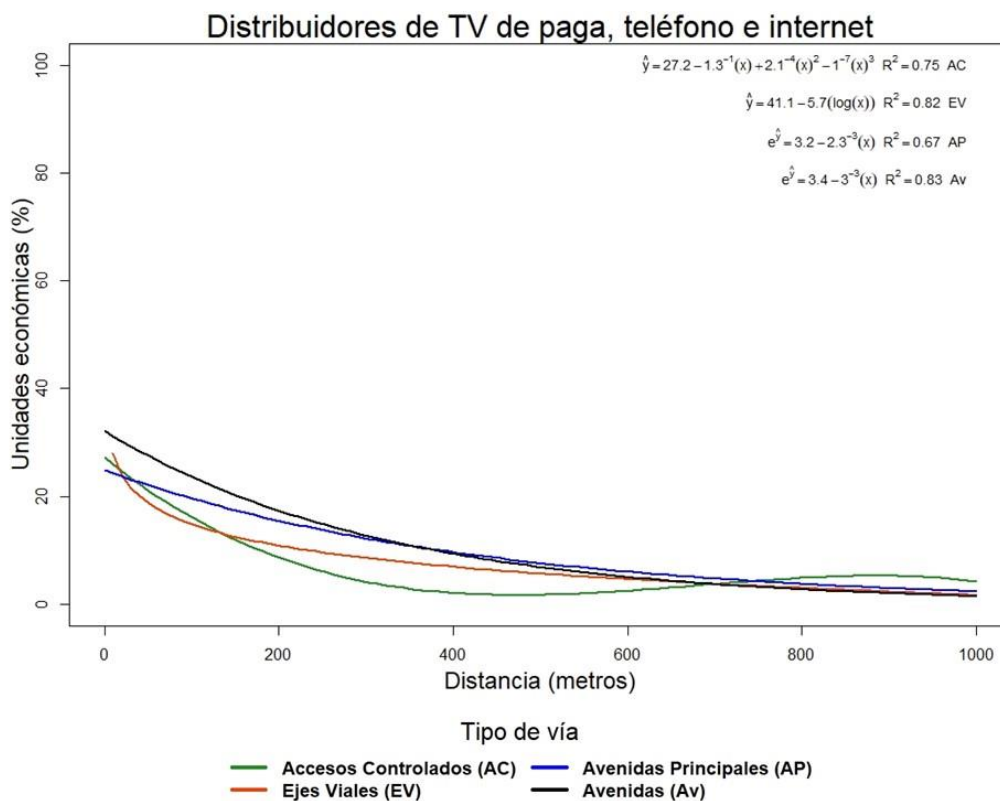 Distribuidores de TV de paga, teléfono e internet
ŷ = 27.2 − 1.3⁻¹(x) + 2.1⁻⁴(x)² − 1⁻⁷(x)³ R² = 0.75 AC
ŷ = 41.1 − 5.7(log(x)) R² = 0.82 EV
e^ŷ = 3.2 − 2.3⁻³(x) R² = 0.67 AP
e^ŷ = 3.4 − 3⁻³(x) R² = 0.83 Av
Unidades económicas (%)
100
80
60
40
20
0
0 200 400 600 800 1000
Distancia (metros)
Tipo de vía
Accesos Controlados (AC) Avenidas Principales (AP)
Ejes Viales (EV) Avenidas (Av)